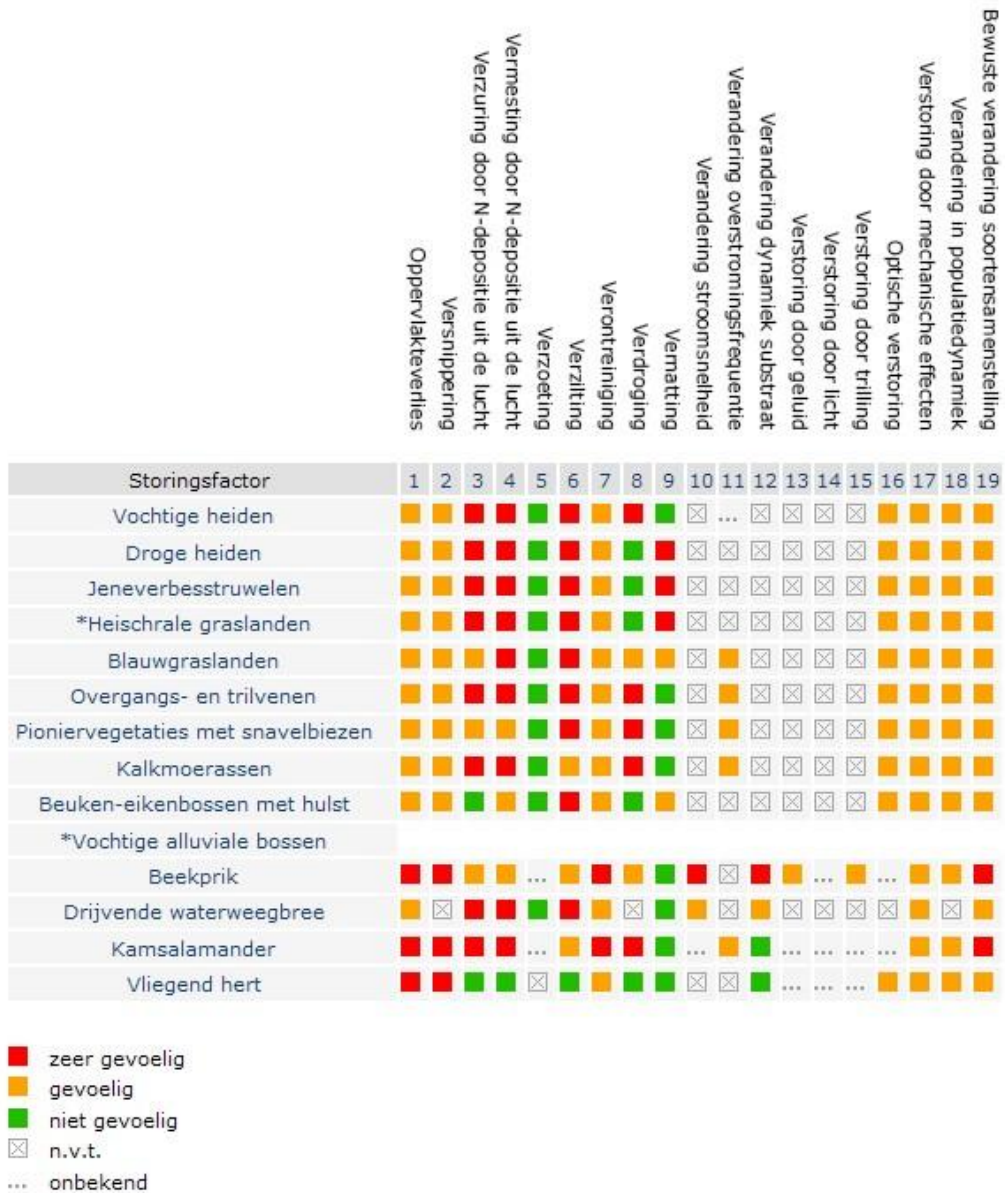 Oppervlakteverlies
Versnippering
Verzuring door N-depositie uit de lucht
Vermesting door N-depositie uit de lucht
Verzoeting
Verzilting
Verontreiniging
Verdroging
Vernatting
Verandering stroomsnelheid
Verandering overstromingsfrequentie
Verandering dynamiek substraat
Verstoring door geluid
Verstoring door licht
Verstoring door trilling
Optische verstoring
Verstoring door mechanische effecten
Verandering in populatiedynamiek
Bewuste verandering soortensamenstelling
Storingsfactor 1 2 3 4 5 6 7 8 9 10 11 12 13 14 15 16 17 18 19
Vochtige heiden ...
Droge heiden
Jeneverbesstruwelen
*Heischrale graslanden
Blauwgraslanden
Overgangs- en trilvenen
Pioniervegetaties met snavelbiezen
Kalkmoerassen
Beuken-eikenbossen met hulst
*Vochtige alluviale bossen
Beekprik ... ... ...
Drijvende waterweegbree
Kamsalamander ... ... ... ... ... ...
Vliegend hert ... ... ...
zeer gevoelig
gevoelig
niet gevoelig
n.v.t.
... onbekend